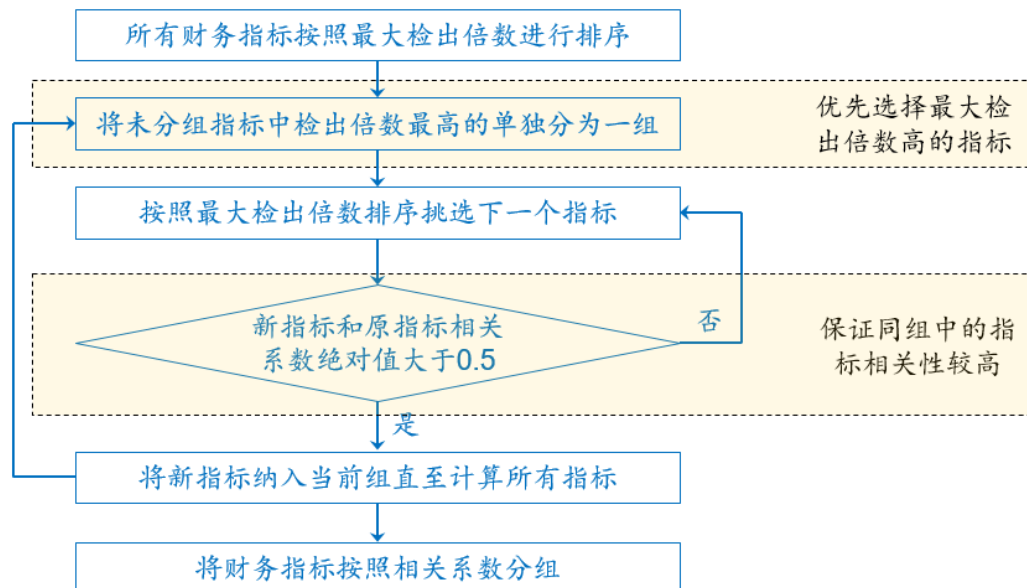 所有财务指标按照最大检出倍数进行排序
将未分组指标中检出倍数最高的单独分为一组
优先选择最大检
出倍数高的指标
按照最大检出倍数排序挑选下一个指标
新指标和原指标相关
系数绝对值大于0.5
否
保证同组中的指
标相关性较高
是
将新指标纳入当前组直至计算所有指标
将财务指标按照相关系数分组